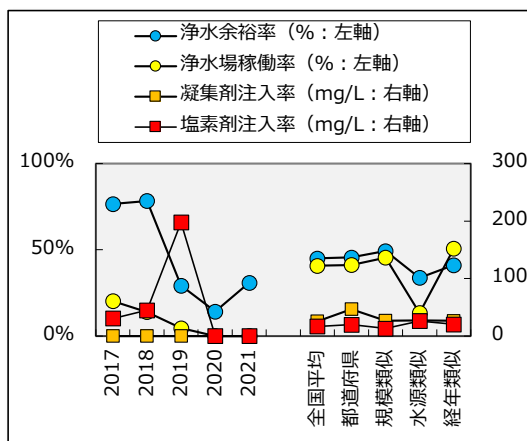 浄水余裕率（%：左軸）
浄水場稼働率（%：左軸）
凝集剤注入率（mg/L：右軸）
塩素剤注入率（mg/L：右軸）
100%
50%
0%
300
200
100
0
2017
2018
2019
2020
2021
全国平均
都道府県
規模類似
水源類似
経年類似